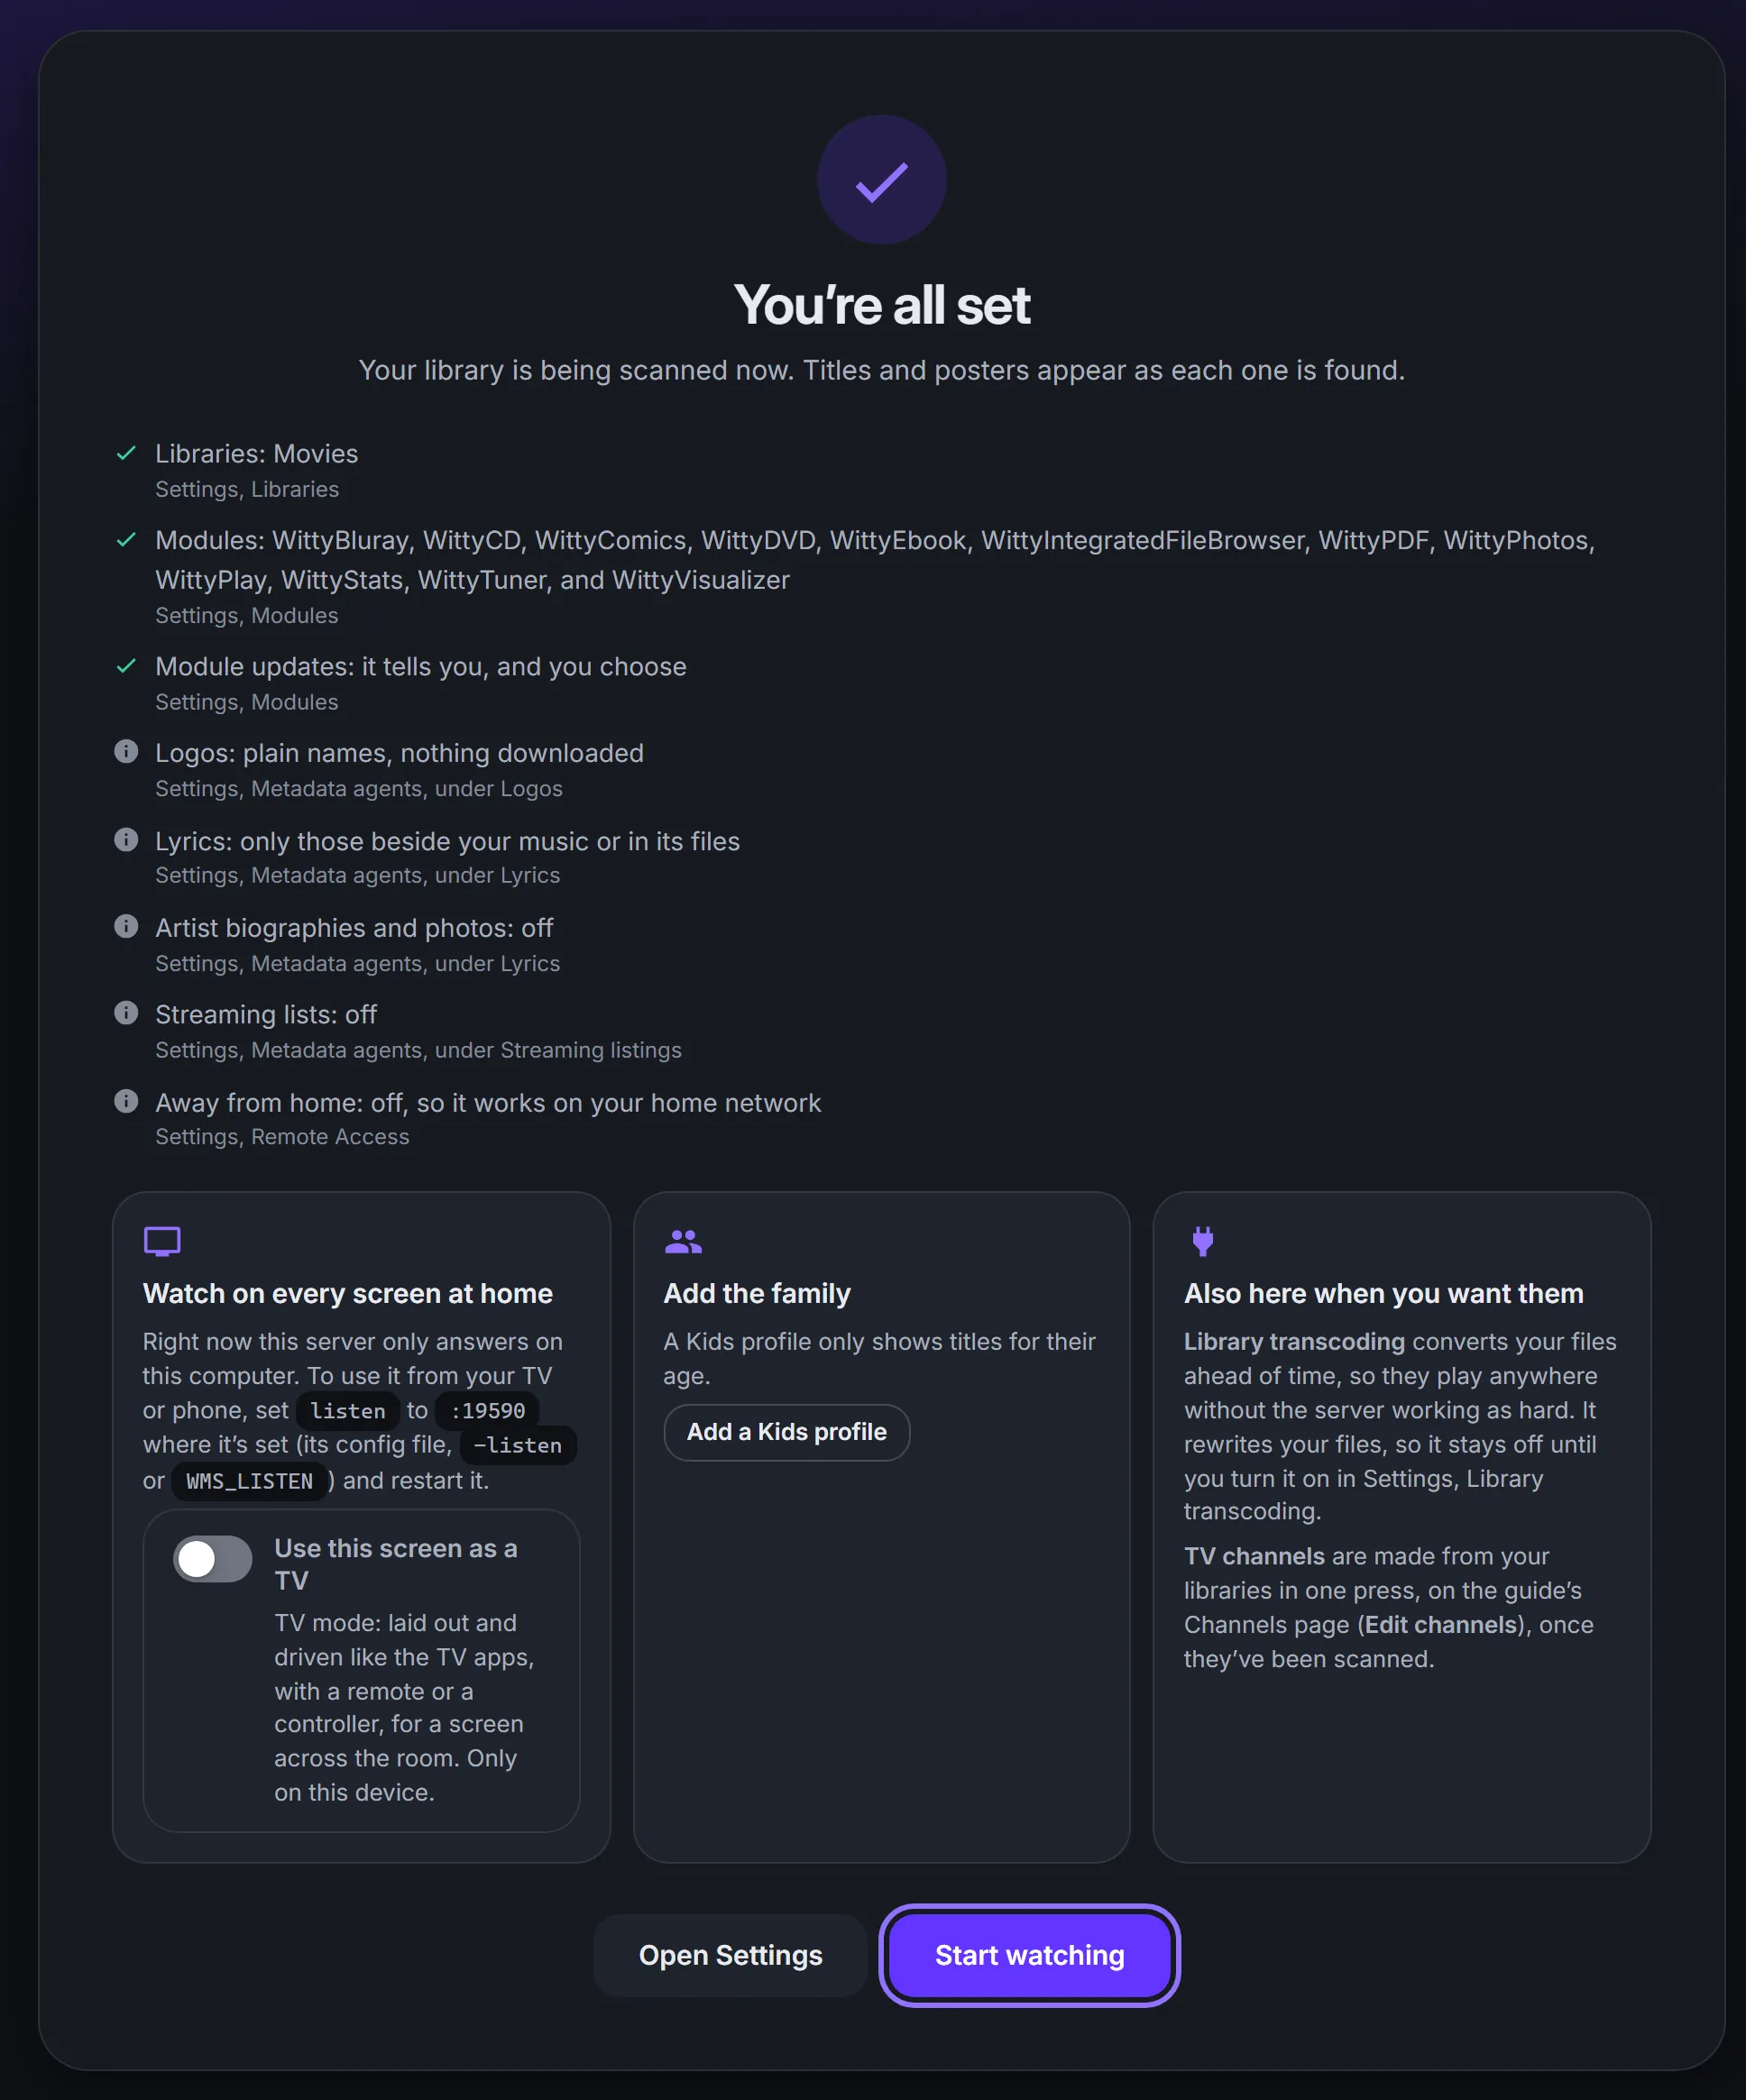 You're all set
Your library is being scanned now. Titles and posters appear as each one is found.
Libraries: Movies
Settings, Libraries
Modules: WittyBluray, WittyCD, WittyComics, WittyDVD, WittyEbook, WittyIntegratedFileBrowser, WittyPDF, WittyPhotos,
WittyPlay, WittyStats, WittyTuner, and WittyVisualizer
Settings, Modules
Module updates: it tells you, and you choose
Settings, Modules
Logos: plain names, nothing downloaded
Settings, Metadata agents, under Logos
Lyrics: only those beside your music or in its files
Settings, Metadata agents, under Lyrics
Artist biographies and photos: off
Settings, Metadata agents, under Lyrics
Streaming lists: off
Settings, Metadata agents, under Streaming listings
Away from home: off, so it works on your home network
Settings, Remote Access
Watch on every screen at home
Right now this server only answers on
this computer. To use it from your TV
or phone, set listen to :19590
where it's set (its config file, -listen
or WMS_LISTEN) and restart it.
Use this screen as a
TV
TV mode: laid out and
driven like the TV apps,
with a remote or a
controller, for a screen
across the room. Only
on this device.
Add the family
A Kids profile only shows titles for their
age.
Add a Kids profile
Also here when you want them
Library transcoding converts your files
ahead of time, so they play anywhere
without the server working as hard. It
rewrites your files, so it stays off until
you turn it on in Settings, Library
transcoding.
TV channels are made from your
libraries in one press, on the guide's
Channels page (Edit channels), once
they've been scanned.
Open Settings
Start watching